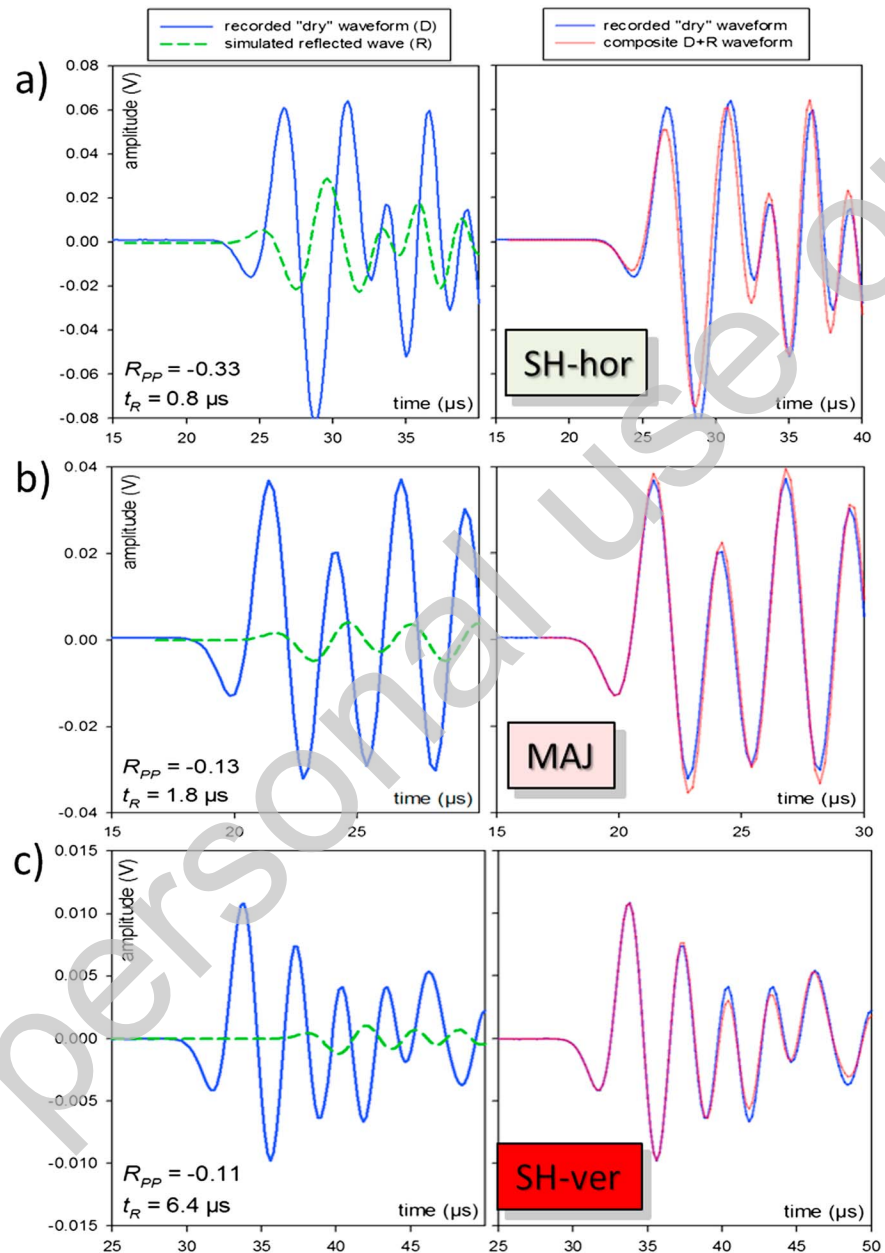 recorded "dry" waveform (D)
simulated reflected wave (R)
recorded "dry" waveform
composite D+R waveform
a)
amplitude (V)
0.08
0.06
0.04
0.02
0.00
-0.02
-0.04
-0.06
-0.08
R_PP = -0.33
t_R = 0.8 µs
time (µs)
15 20 25 30 35
SH-hor
time (µs)
15 20 25 30 35 40
b)
amplitude (V)
0.04
0.02
0.00
-0.02
-0.04
R_PP = -0.13
t_R = 1.8 µs
time (µs)
15 20 25
MAJ
time (µs)
15 20 25 30
c)
amplitude (V)
0.015
0.010
0.005
0.000
-0.005
-0.010
-0.015
R_PP = -0.11
t_R = 6.4 µs
time (µs)
25 30 35 40 45
SH-ver
time (µs)
25 30 35 40 45 50
personal use o